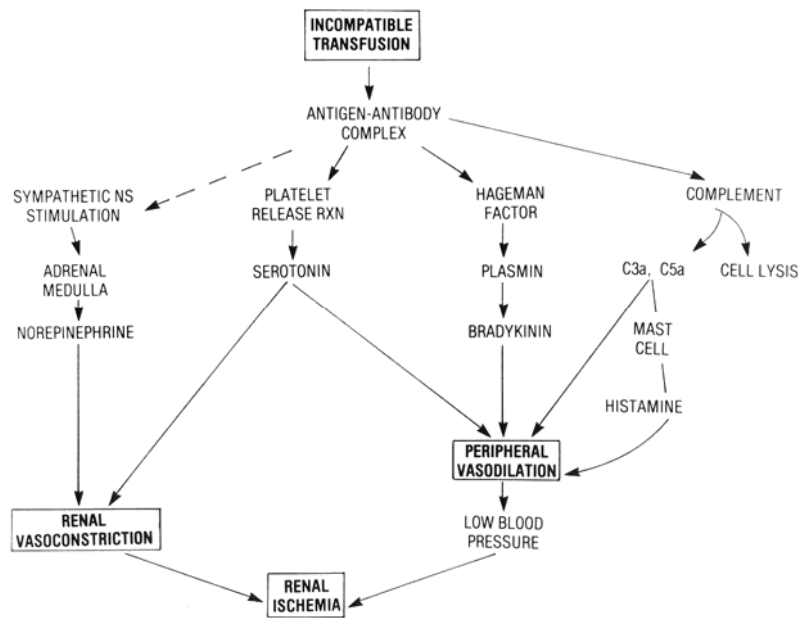 INCOMPATIBLE
TRANSFUSION
ANTIGEN-ANTIBODY
COMPLEX
SYMPATHETIC NS
STIMULATION
PLATELET
RELEASE RXN
HAGEMAN
FACTOR
COMPLEMENT
ADRENAL
MEDULLA
SEROTONIN
PLASMIN
C3a, C5a
CELL LYSIS
NOREPINEPHRINE
BRADYKININ
MAST
CELL
HISTAMINE
PERIPHERAL
VASODILATION
RENAL
VASOCONSTRICTION
LOW BLOOD
PRESSURE
RENAL
ISCHEMIA